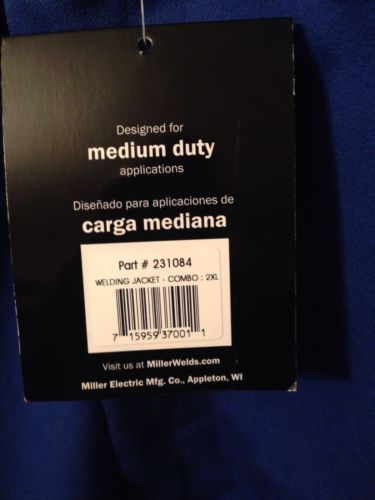 Designed for
medium duty
applications
Diseñado para aplicaciones de
carga mediana
Part # 231084
WELDING JACKET - COMBO : 2XL
7 15959 37001 1
Visit us at MillerWelds.com
Miller Electric Mfg. Co., Appleton, WI